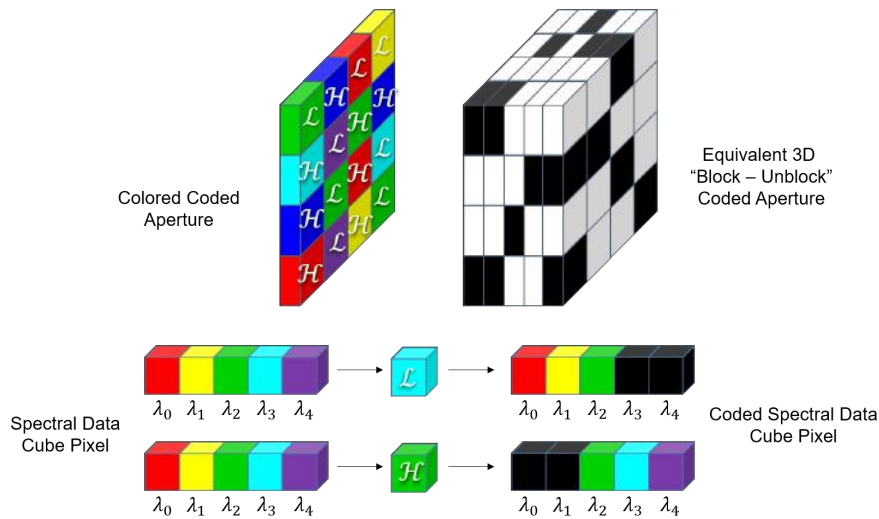 ℒ ℋ ℒ ℒ
ℋ ℒ ℋ ℋ
ℋ ℒ ℋ ℒ
ℋ ℒ ℋ ℒ
Colored Coded
Aperture
Equivalent 3D
“Block – Unblock”
Coded Aperture
Spectral Data
Cube Pixel
λ₀ λ₁ λ₂ λ₃ λ₄
ℒ
λ₀ λ₁ λ₂ λ₃ λ₄
λ₀ λ₁ λ₂ λ₃ λ₄
ℋ
λ₀ λ₁ λ₂ λ₃ λ₄
Coded Spectral Data
Cube Pixel